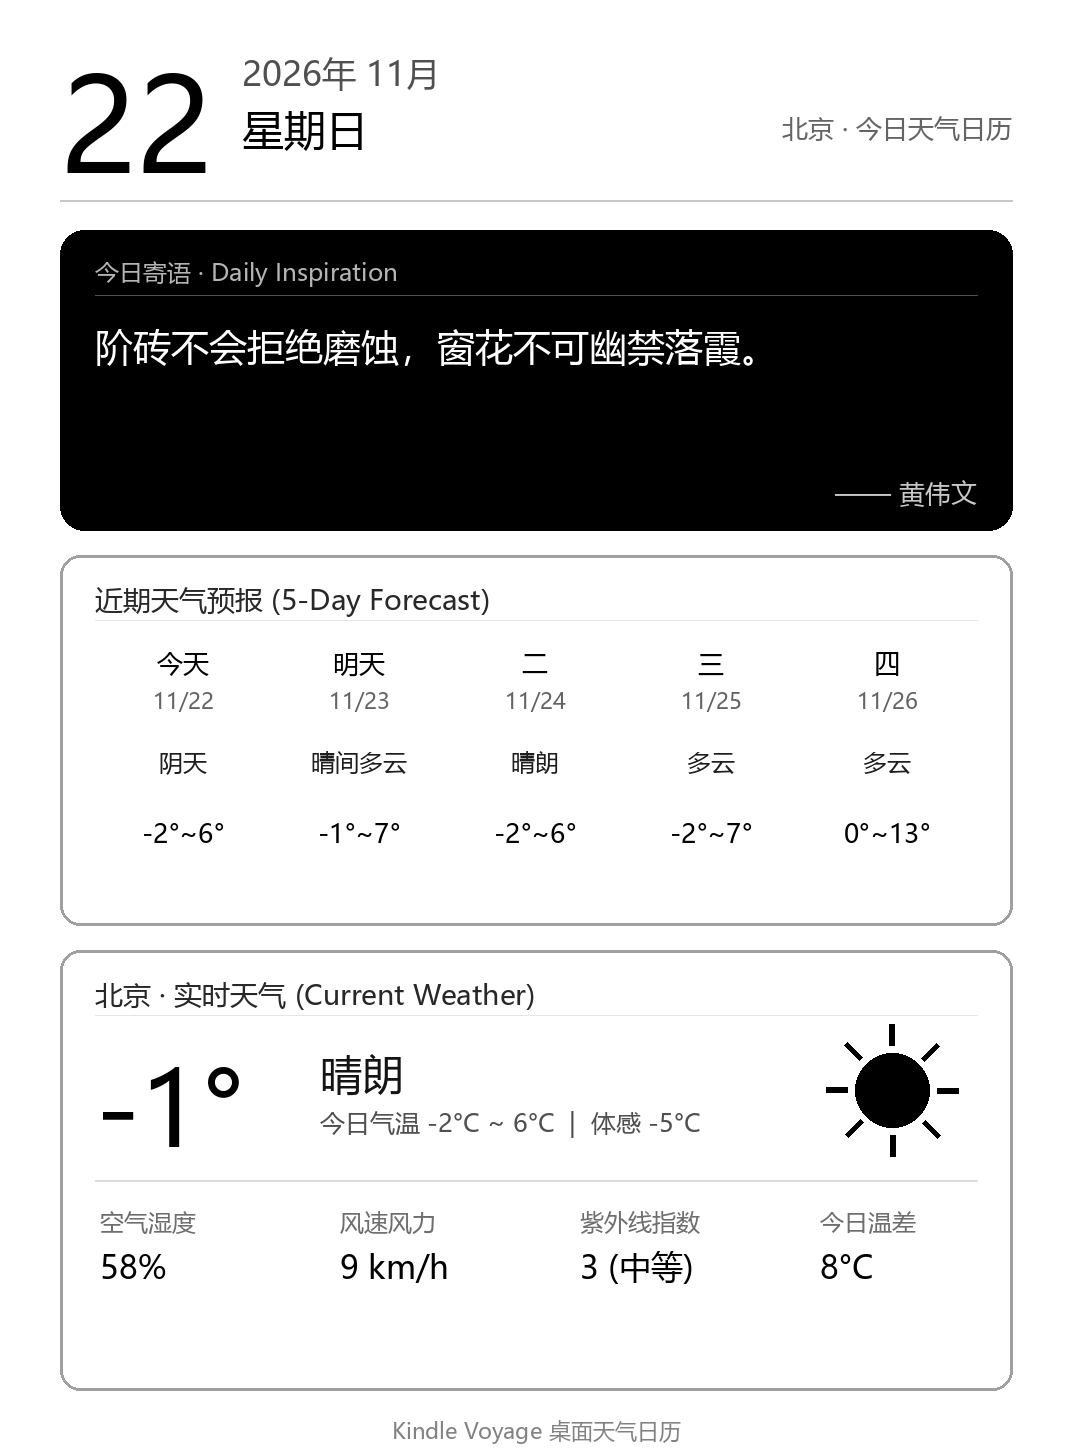 22
2026年 11月
星期日
北京 · 今日天气日历
今日寄语 · Daily Inspiration
阶砖不会拒绝磨蚀，窗花不可幽禁落霞。
—— 黄伟文
近期天气预报 (5-Day Forecast)
今天 明天 二 三 四
11/22 11/23 11/24 11/25 11/26
阴天 晴间多云 晴朗 多云 多云
-2°~6° -1°~7° -2°~6° -2°~7° 0°~13°
北京 · 实时天气 (Current Weather)
-1°
晴朗
今日气温 -2°C ~ 6°C | 体感 -5°C
空气湿度 风速风力 紫外线指数 今日温差
58% 9 km/h 3 (中等) 8°C
Kindle Voyage 桌面天气日历